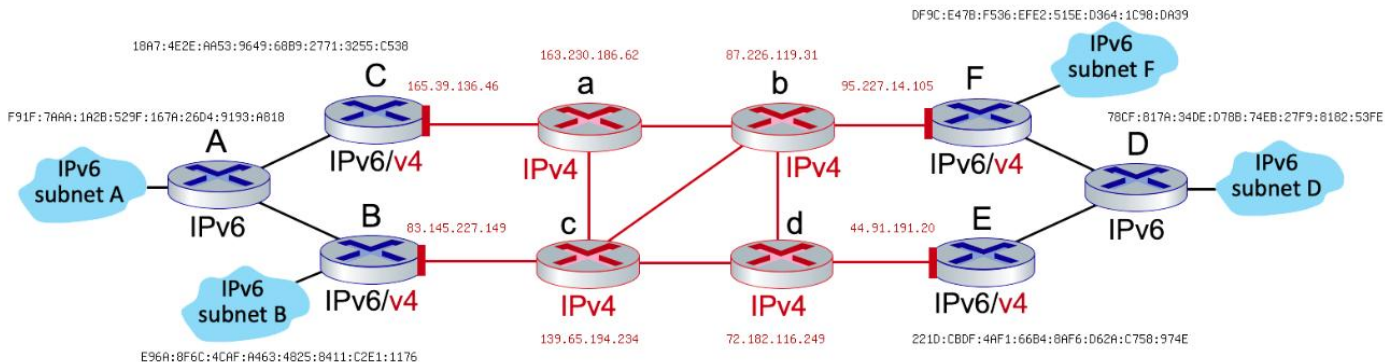 DF9C:E47B:F536:EFE2:515E:D364:1C98:DA39
18A7:4E2E:AA53:9649:68B9:2771:3255:C538
163.230.186.62
87.226.119.31
IPv6
subnet F
C
165.39.136.46
a
b
95.227.14.105
F
F91F:7AAA:1A2B:529F:167A:26D4:9193:A818
78CF:817A:34DE:D78B:74EB:27F9:8182:53FE
A
IPv6/v4
IPv4
IPv4
IPv6/v4
D
IPv6
subnet A
IPv6
subnet D
IPv6
IPv6
B
83.145.227.149
c
d
44.91.191.20
E
IPv6
subnet B
IPv6/v4
IPv4
IPv4
IPv6/v4
139.65.194.234
72.182.116.249
221D:CBDF:4AF1:66B4:8AF6:D62A:C758:974E
E96A:8F6C:4CAF:A463:4825:8411:C2E1:1176